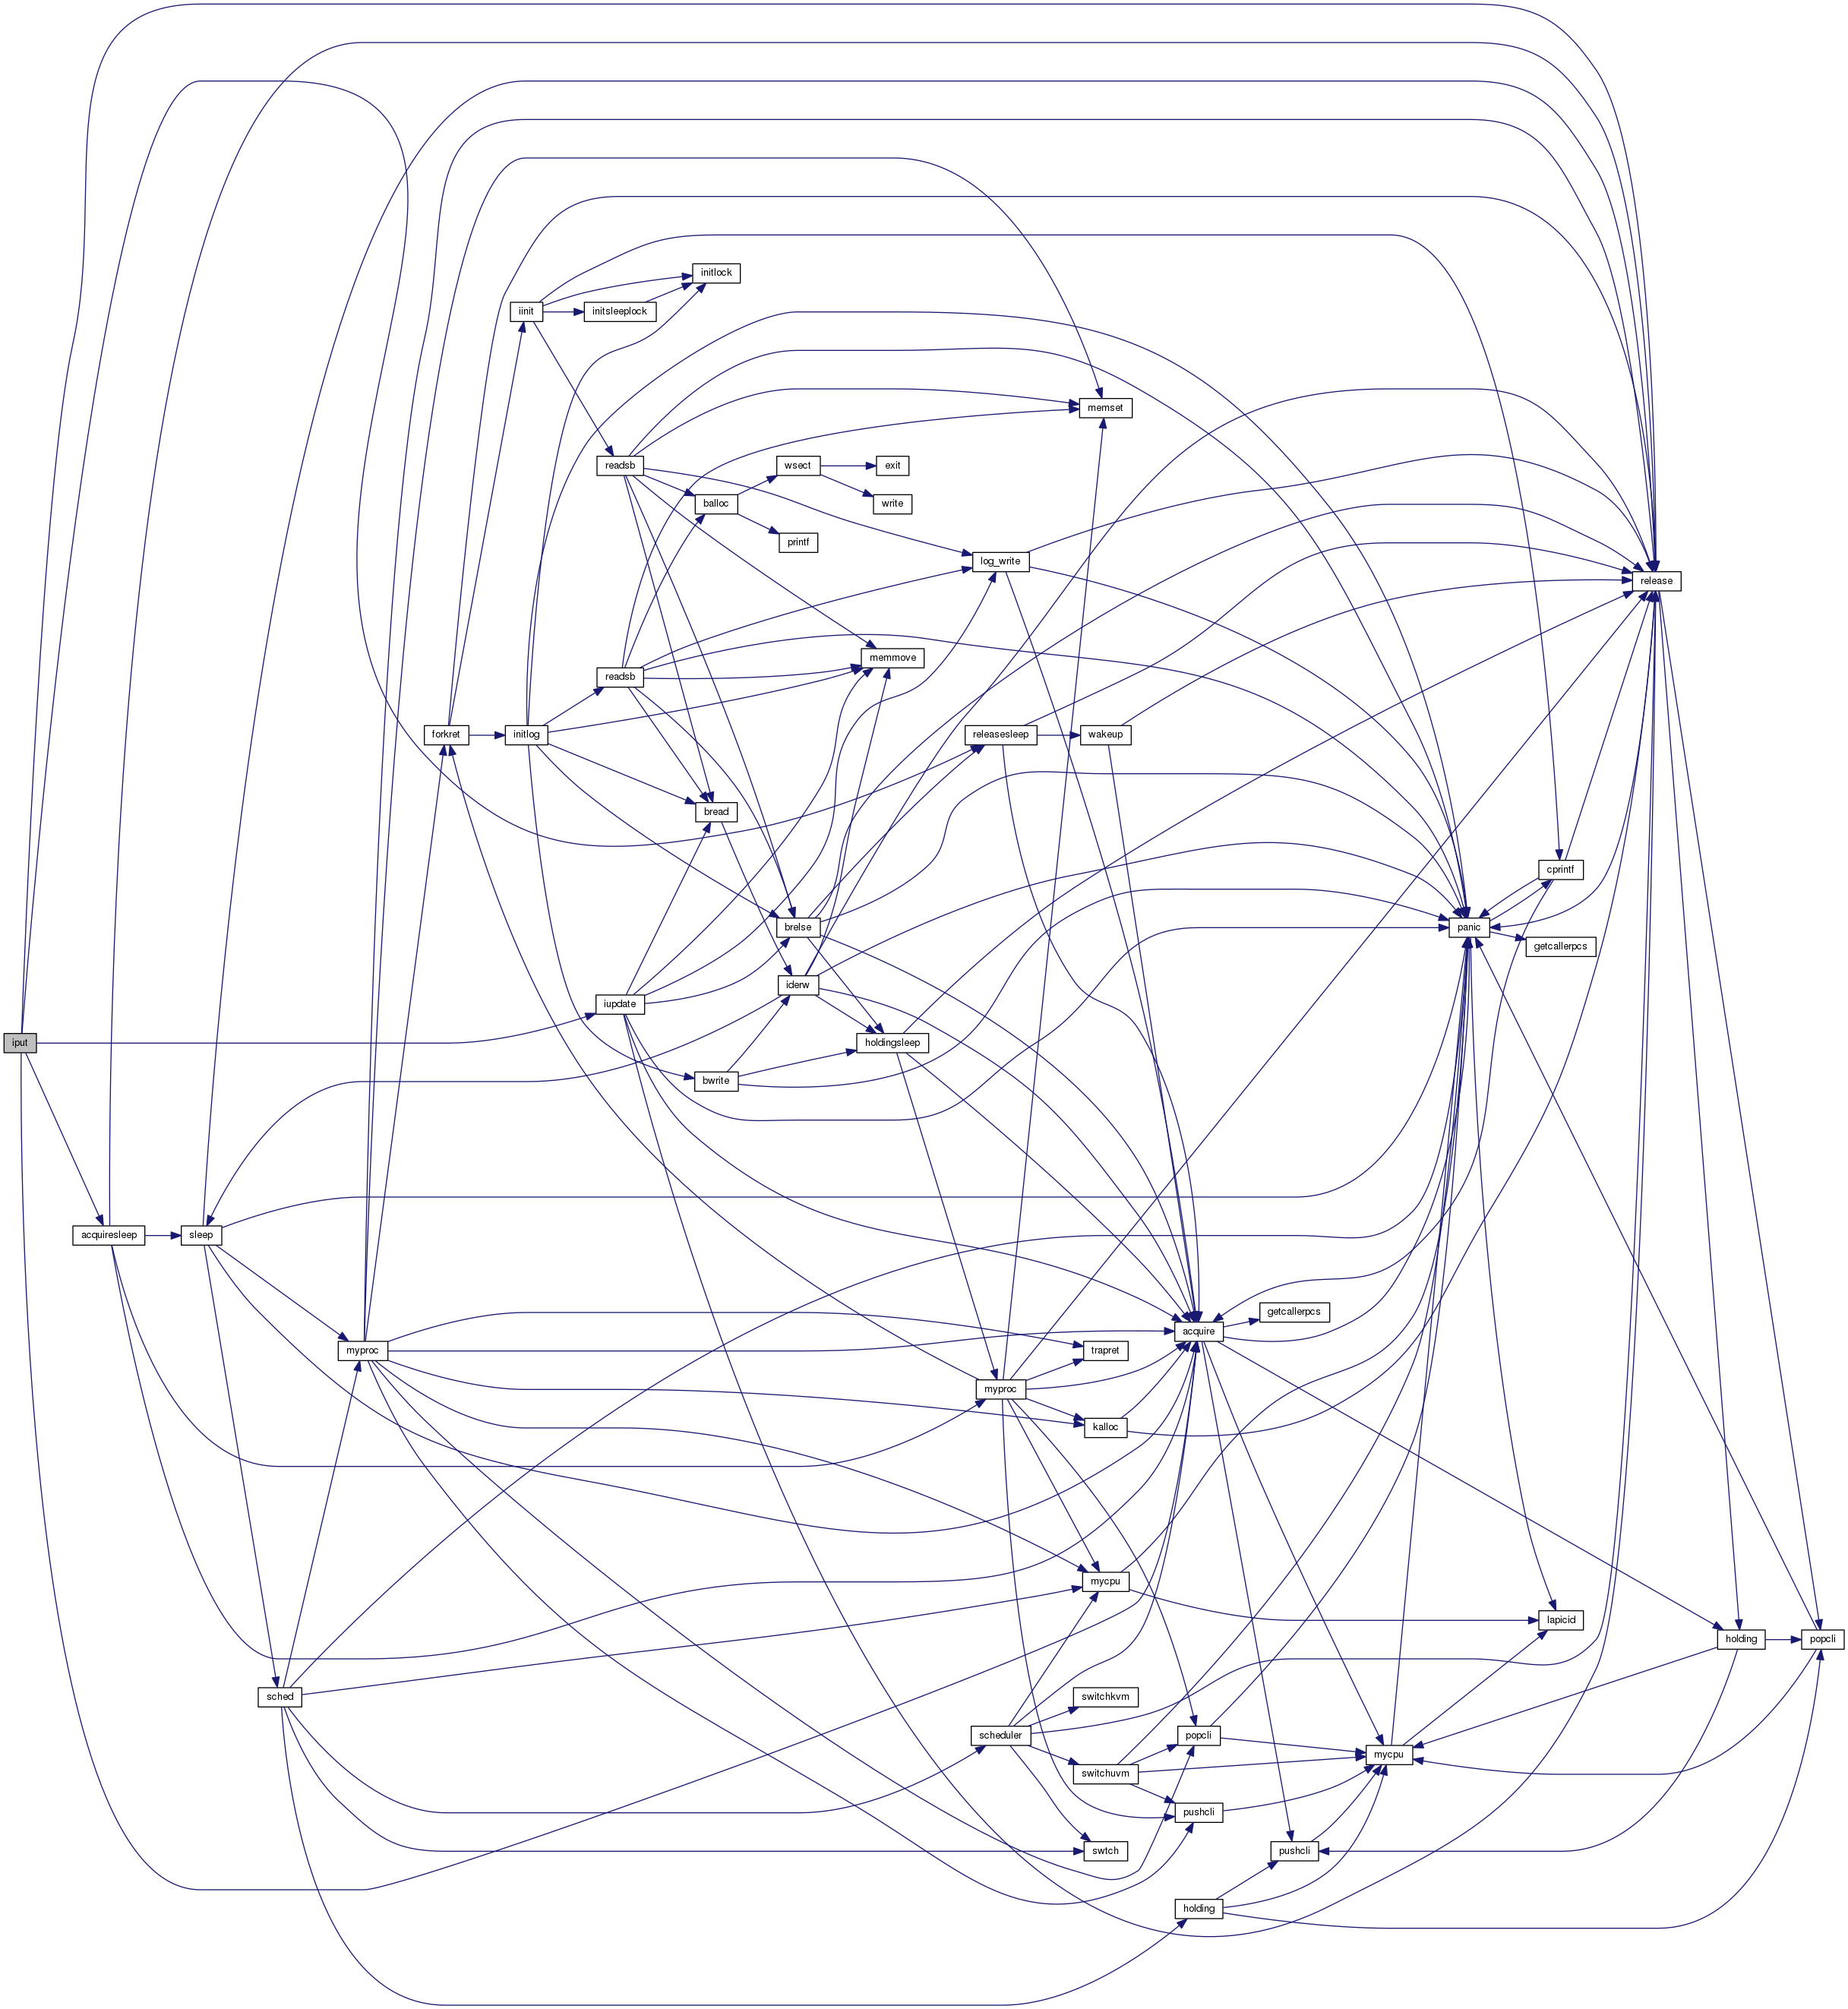 initlock
iinit
initsleeplock
memset
readsb
wsect
exit
balloc
write
printf
log_write
release
memmove
readsb
forkret
initlog
releasesleep
wakeup
bread
cprintf
brelse
panic
getcallerpcs
iderw
iupdate
iput
holdingsleep
bwrite
acquiresleep
sleep
getcallerpcs
acquire
myproc
trapret
myproc
kalloc
mycpu
lapicid
holding
popcli
sched
switchkvm
scheduler
popcli
mycpu
switchuvm
pushcli
swtch
pushcli
holding